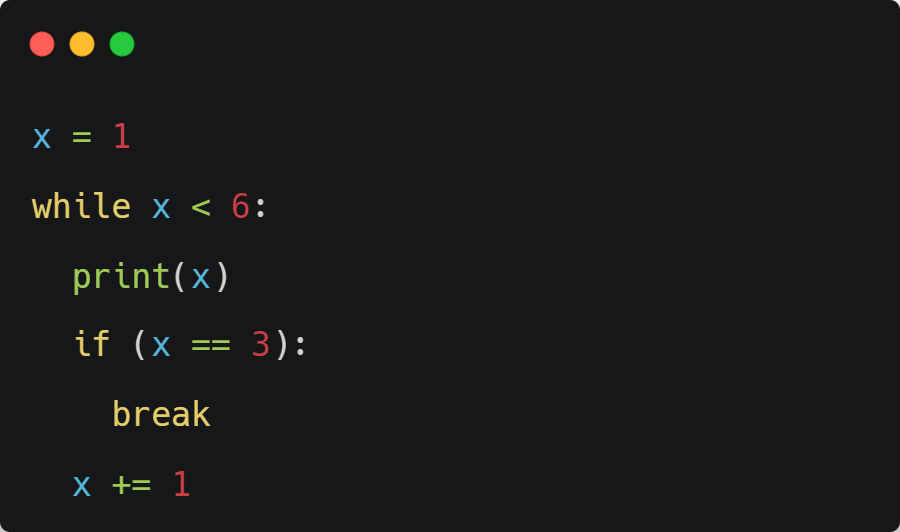 x = 1
while x < 6:
  print(x)
  if (x == 3):
    break
  x += 1